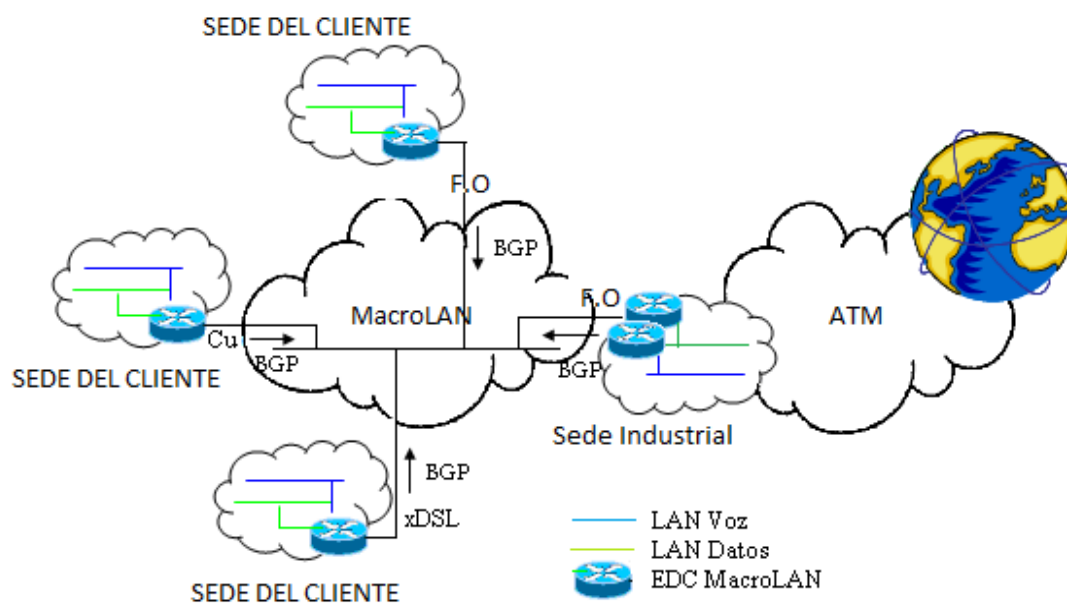 SEDE DEL CLIENTE
F.O
BGP
F.O
MacroLAN
ATM
Cu
BGP
BGP
SEDE DEL CLIENTE
Sede Industrial
BGP
xDSL
SEDE DEL CLIENTE
LAN Voz
LAN Datos
EDC MacroLAN